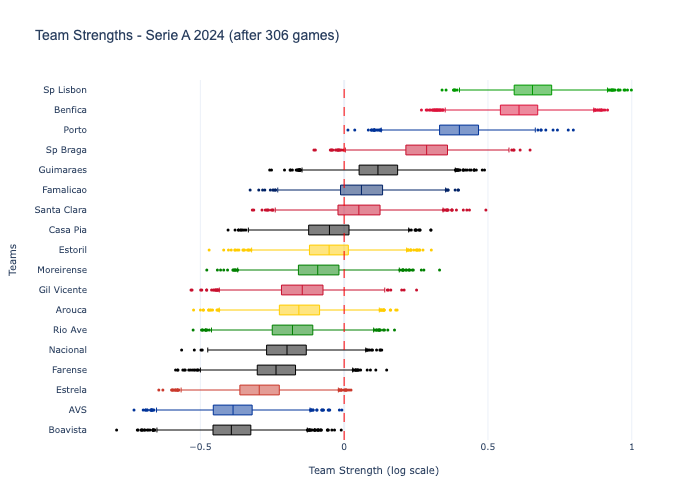 Team Strengths - Serie A 2024 (after 306 games)
Sp Lisbon
Benfica
Porto
Sp Braga
Guimaraes
Famalicao
Santa Clara
Casa Pia
Estoril
Moreirense
Gil Vicente
Arouca
Rio Ave
Nacional
Farense
Estrela
AVS
Boavista
Teams
−0.5 0 0.5 1
Team Strength (log scale)